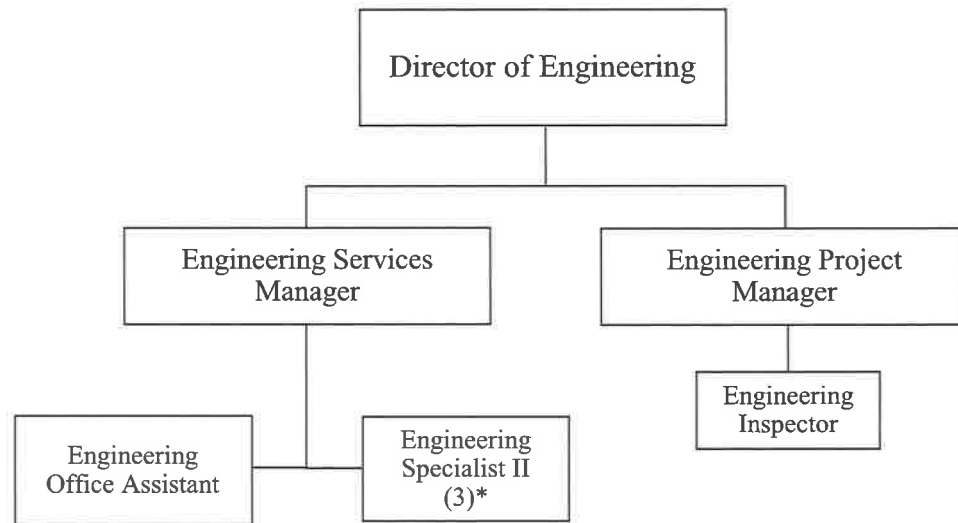 Director of Engineering
Engineering Services
Manager
Engineering Project
Manager
Engineering
Inspector
Engineering
Office Assistant
Engineering
Specialist II
(3)*